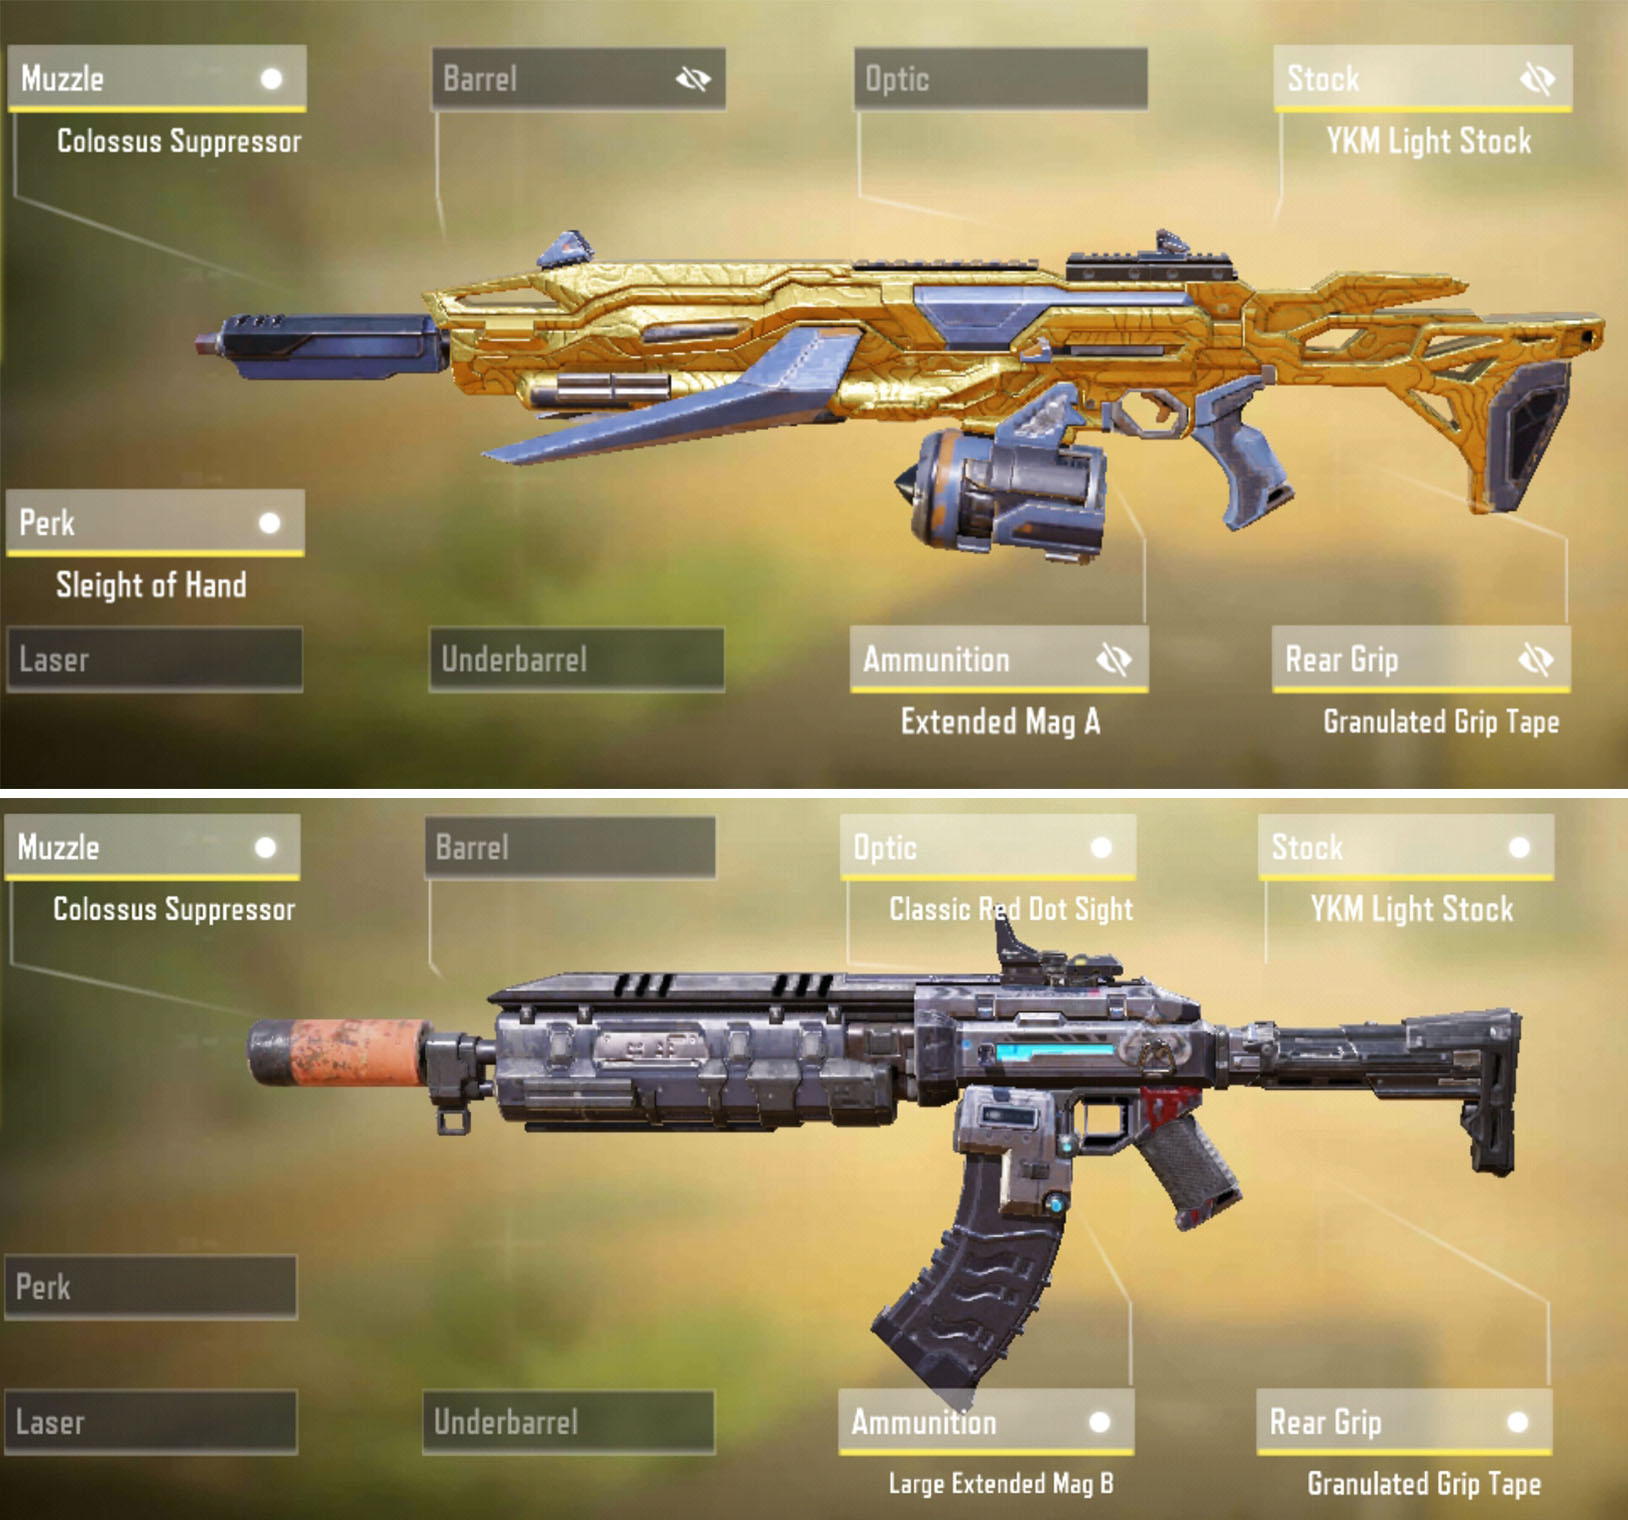 Muzzle
Barrel
Optic
Stock
Colossus Suppressor
YKM Light Stock
Perk
Sleight of Hand
Laser
Underbarrel
Ammunition
Rear Grip
Extended Mag A
Granulated Grip Tape
Muzzle
Barrel
Optic
Stock
Colossus Suppressor
Classic Red Dot Sight
YKM Light Stock
Perk
Laser
Underbarrel
Ammunition
Rear Grip
Large Extended Mag B
Granulated Grip Tape